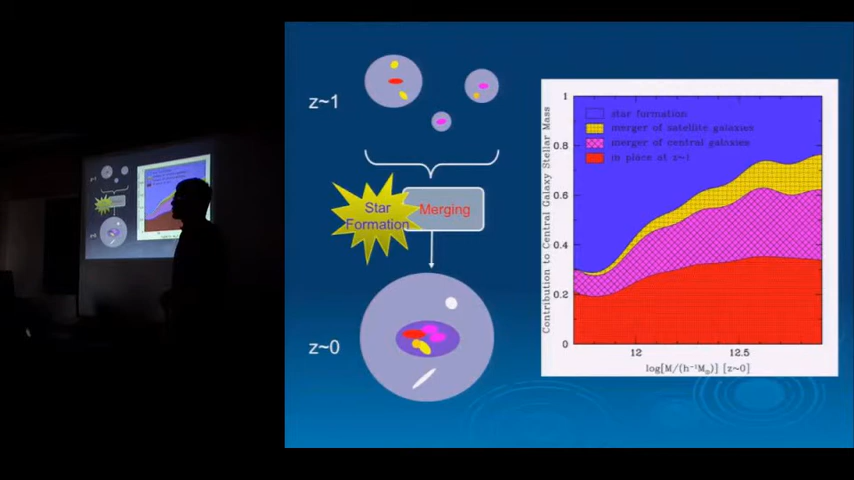 z~1
Star
Formation
Merging
z~0
Contribution to Central Galaxy Stellar Mass
1
0.8
0.6
0.4
0.2
0
star formation
merger of satellite galaxies
merger of central galaxies
in place at z~1
12
12.5
log[M/(h⁻¹M⊙)] [z~0]